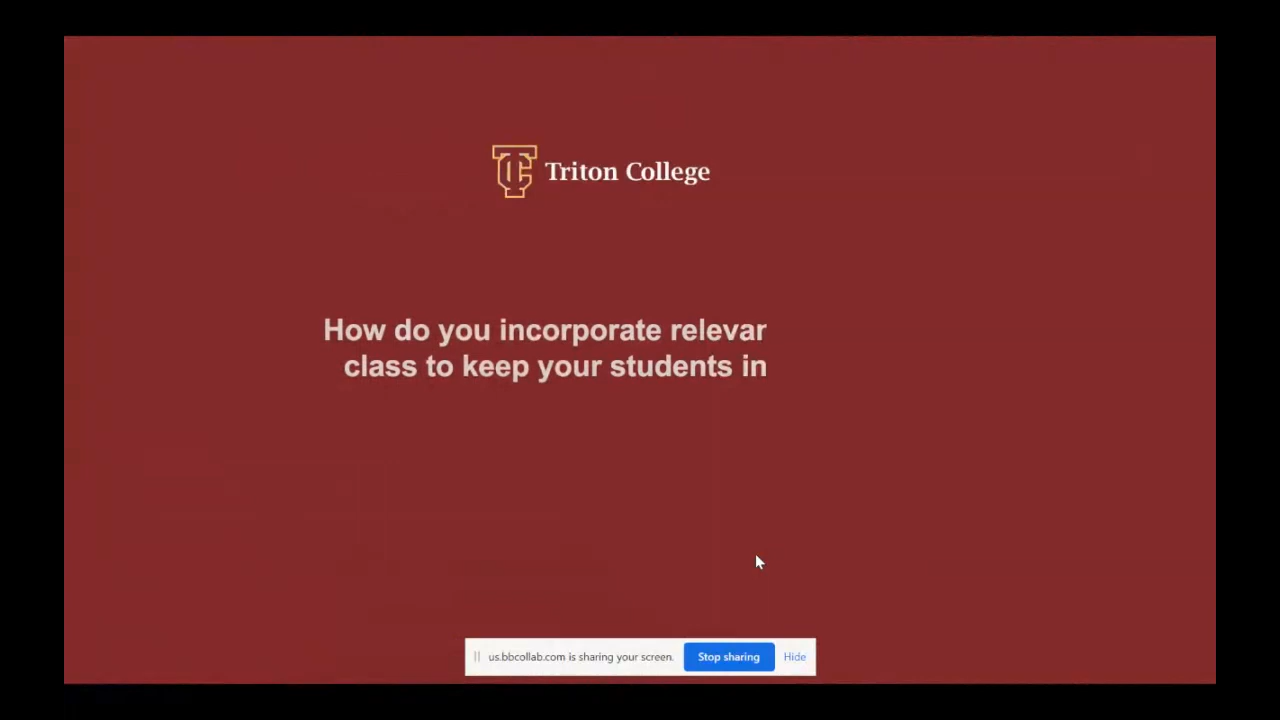 Triton College
How do you incorporate relevar
class to keep your students in
us.bbcollab.com is sharing your screen.
Stop sharing
Hide